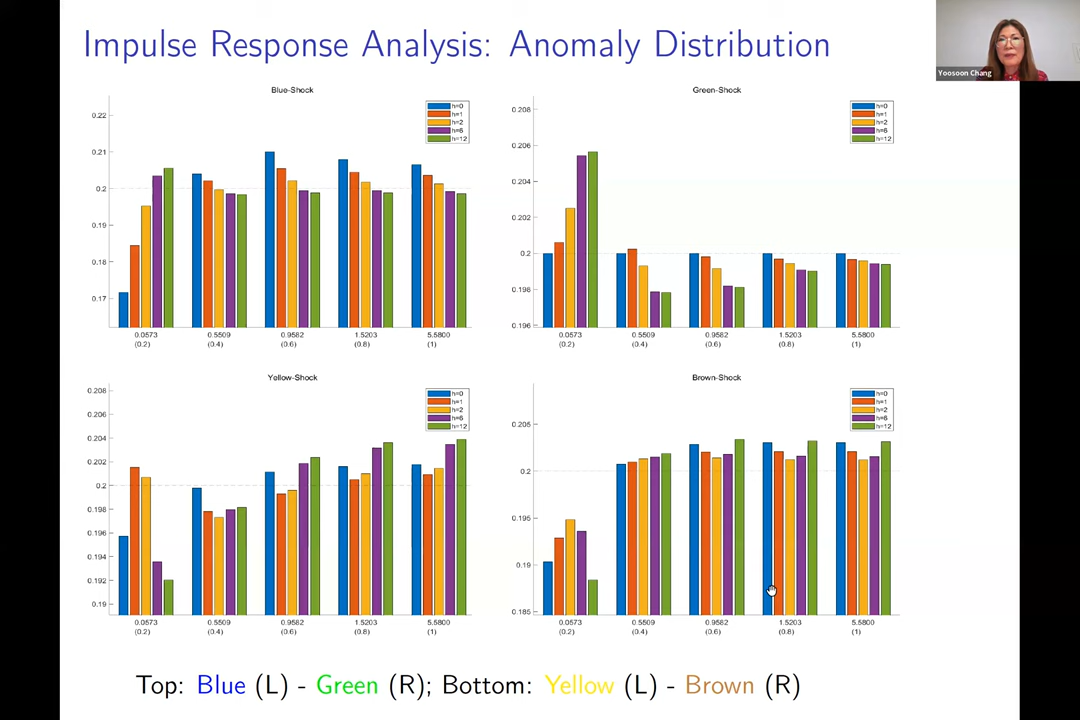 Impulse Response Analysis: Anomaly Distribution
Yoosoon Chang
Blue-Shock
0.22
0.21
0.2
0.19
0.18
0.17
h=0
h=1
h=2
h=6
h=12
0.0573 0.5509 0.9582 1.5203 5.5800
(0.2) (0.4) (0.6) (0.8) (1)
Green-Shock
0.208
0.206
0.204
0.202
0.2
0.198
0.196
h=0
h=1
h=2
h=6
h=12
0.0573 0.5509 0.9582 1.5203 5.5800
(0.2) (0.4) (0.6) (0.8) (1)
Yellow-Shock
0.208
0.206
0.204
0.202
0.2
0.198
0.196
0.194
0.192
0.19
h=0
h=1
h=2
h=6
h=12
0.0573 0.5509 0.9582 1.5203 5.5800
(0.2) (0.4) (0.6) (0.8) (1)
Brown-Shock
0.205
0.2
0.195
0.19
0.185
h=0
h=1
h=2
h=6
h=12
0.0573 0.5509 0.9582 1.5203 5.5800
(0.2) (0.4) (0.6) (0.8) (1)
Top: Blue (L) - Green (R); Bottom: Yellow (L) - Brown (R)